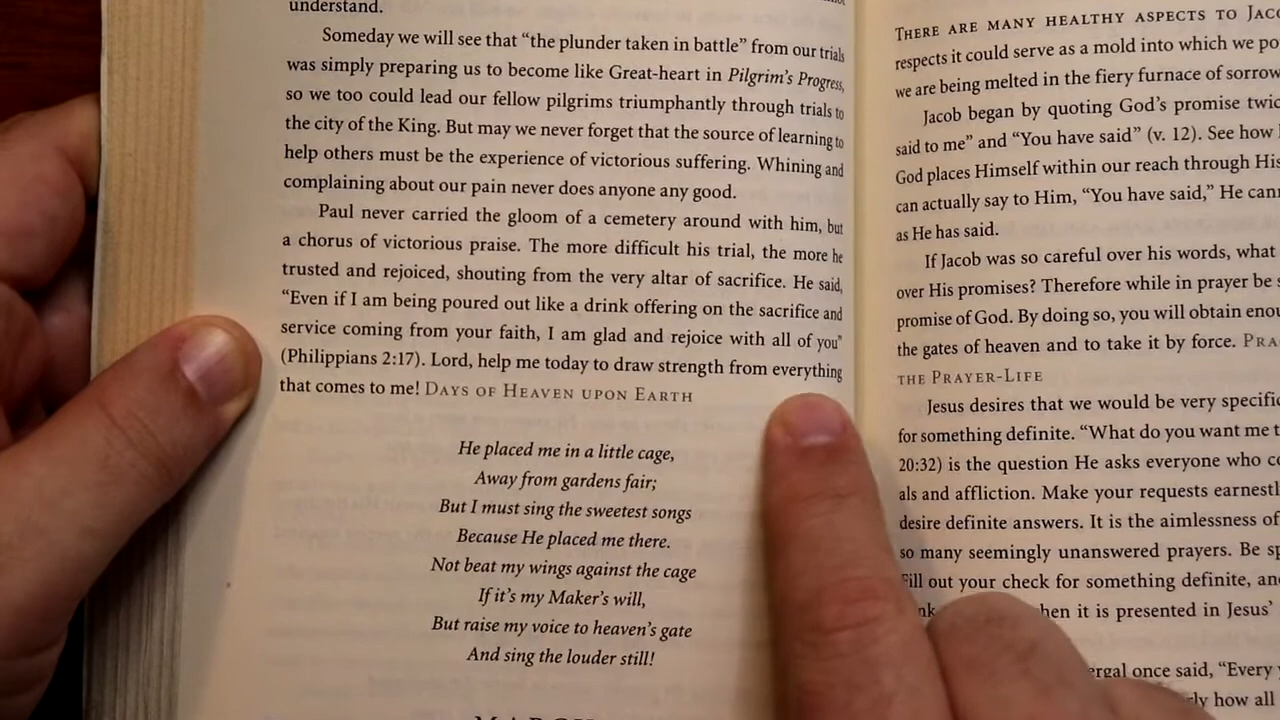 understand.
Someday we will see that “the plunder taken in battle” from our trials
was simply preparing us to become like Great-heart in Pilgrim’s Progress,
so we too could lead our fellow pilgrims triumphantly through trials to
the city of the King. But may we never forget that the source of learning to
help others must be the experience of victorious suffering. Whining and
complaining about our pain never does anyone any good.
Paul never carried the gloom of a cemetery around with him, but
a chorus of victorious praise. The more difficult his trial, the more he
trusted and rejoiced, shouting from the very altar of sacrifice. He said,
“Even if I am being poured out like a drink offering on the sacrifice and
service coming from your faith, I am glad and rejoice with all of you”
(Philippians 2:17). Lord, help me today to draw strength from everything
that comes to me! DAYS OF HEAVEN UPON EARTH
He placed me in a little cage,
Away from gardens fair;
But I must sing the sweetest songs
Because He placed me there.
Not beat my wings against the cage
If it’s my Maker’s will,
But raise my voice to heaven’s gate
And sing the louder still!
THERE ARE MANY HEALTHY ASPECTS TO
respects it could serve as a mold into which we
we are being melted in the fiery furnace of sorrow
Jacob began by quoting God’s promise
said to me” and “You have said” (v. 12). See how
God places Himself within our reach through His
can actually say to Him, “You have said,” He
as He has said.
If Jacob was so careful over his words, what
over His promises? Therefore while in prayer be
promise of God. By doing so, you will obtain
the gates of heaven and to take it by force.
THE PRAYER-LIFE
Jesus desires that we would be very
for something definite. “What do you want me
20:32) is the question He asks everyone who
als and affliction. Make your requests
desire definite answers. It is the aimlessness of
so many seemingly unanswered prayers. Be
Fill out your check for something definite,
when it is presented in Jesus’
once said, “Every
how all